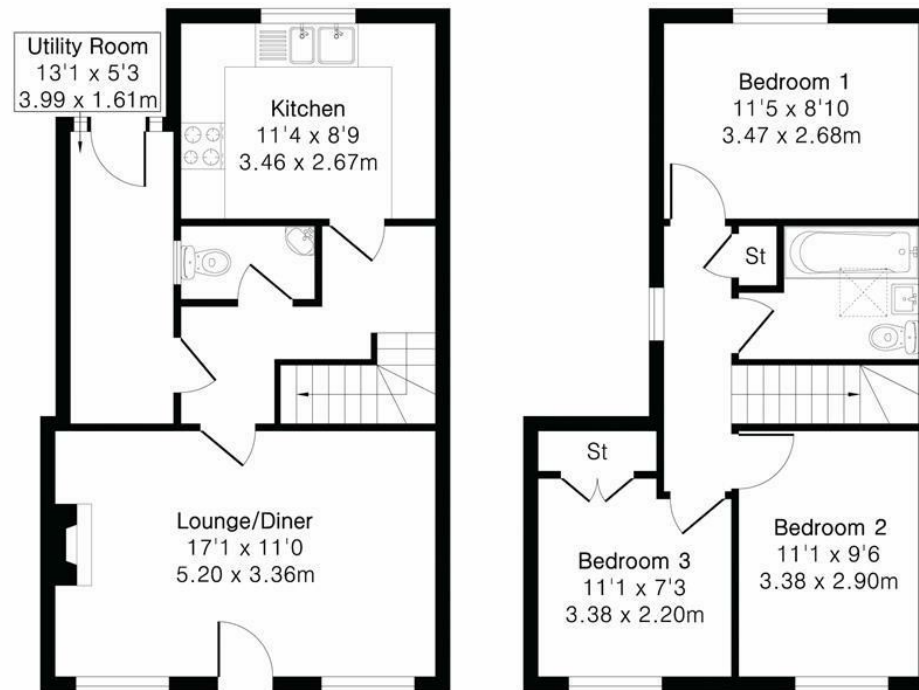 Utility Room
13'1 x 5'3
3.99 x 1.61m
Kitchen
11'4 x 8'9
3.46 x 2.67m
Lounge/Diner
17'1 x 11'0
5.20 x 3.36m
Bedroom 1
11'5 x 8'10
3.47 x 2.68m
St
St
Bedroom 3
11'1 x 7'3
3.38 x 2.20m
Bedroom 2
11'1 x 9'6
3.38 x 2.90m